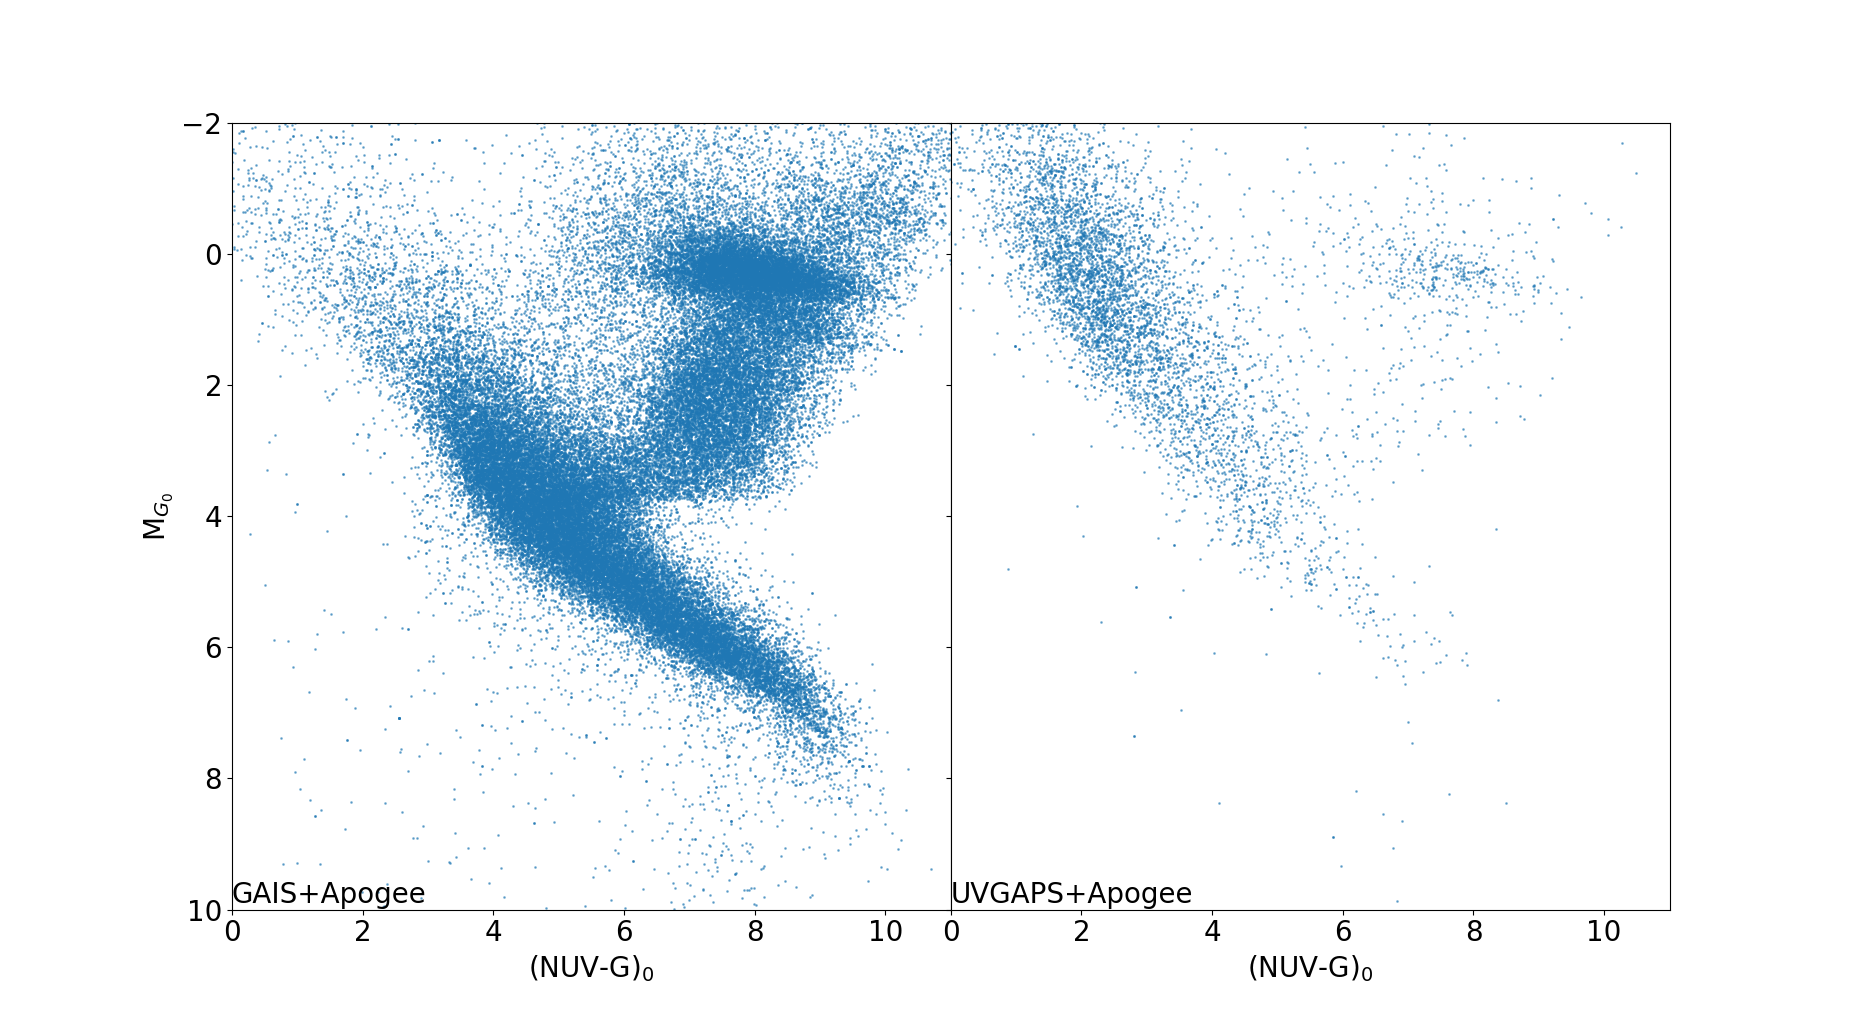 −2
0
2
4
6
8
10
M_{G_0}
GAIS+Apogee
0 2 4 6 8 10
(NUV-G)_0
UVGAPS+Apogee
0 2 4 6 8 10
(NUV-G)_0